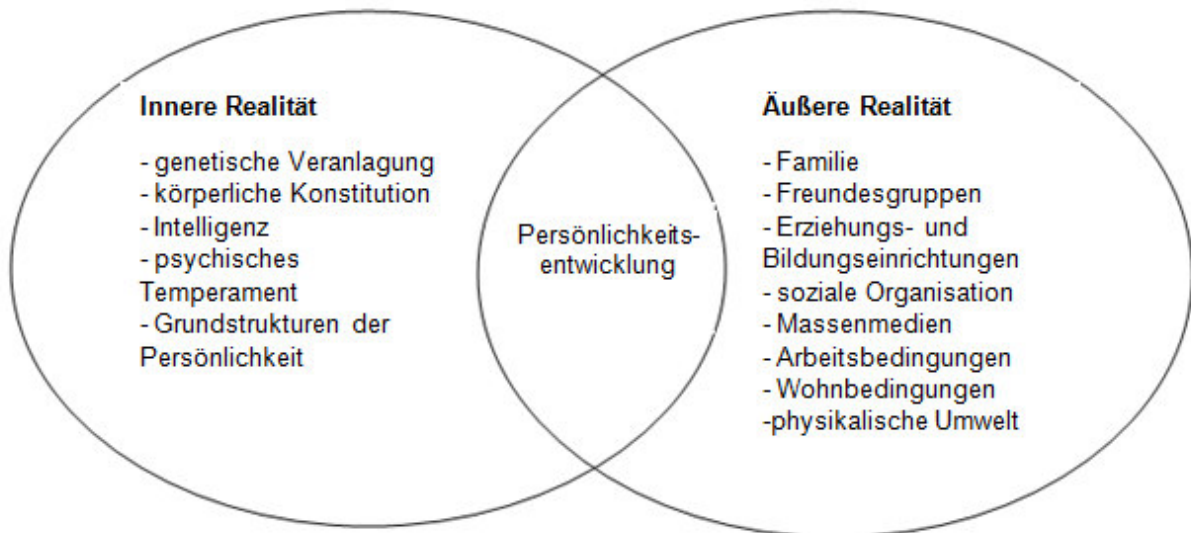 Innere Realität
- genetische Veranlagung
- körperliche Konstitution
- Intelligenz
- psychisches
Temperament
- Grundstrukturen der
Persönlichkeit
Persönlichkeits-
entwicklung
Äußere Realität
- Familie
- Freundesgruppen
- Erziehungs- und
Bildungseinrichtungen
- soziale Organisation
- Massenmedien
- Arbeitsbedingungen
- Wohnbedingungen
-physikalische Umwelt